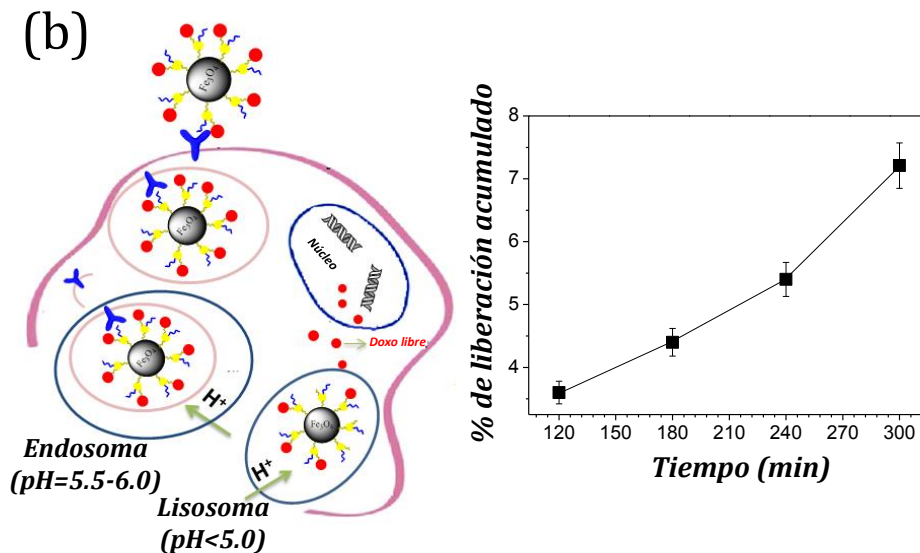 (b)
Fe3O4
Fe3O4
Núcleo
Doxo libre
Fe3O4
H+
Fe3O4
H+
Endosoma
(pH=5.5-6.0)
Lisosoma
(pH<5.0)
% de liberación acumulado
8
7
6
5
4
120 150 180 210 240 270 300
Tiempo (min)